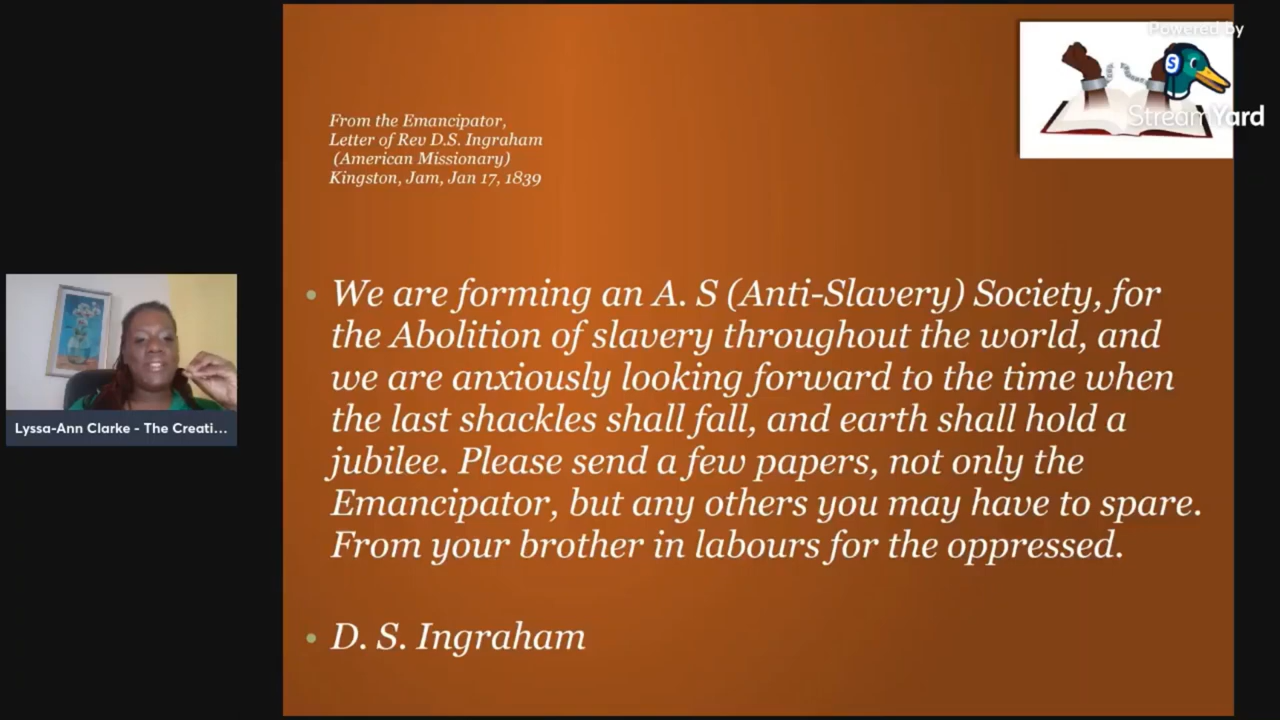 Powered by
StreamYard
From the Emancipator,
Letter of Rev D.S. Ingraham
(American Missionary)
Kingston, Jam, Jan 17, 1839
• We are forming an A. S (Anti-Slavery) Society, for
the Abolition of slavery throughout the world, and
we are anxiously looking forward to the time when
the last shackles shall fall, and earth shall hold a
jubilee. Please send a few papers, not only the
Emancipator, but any others you may have to spare.
From your brother in labours for the oppressed.
• D. S. Ingraham
Lyssa-Ann Clarke - The Creati...
S